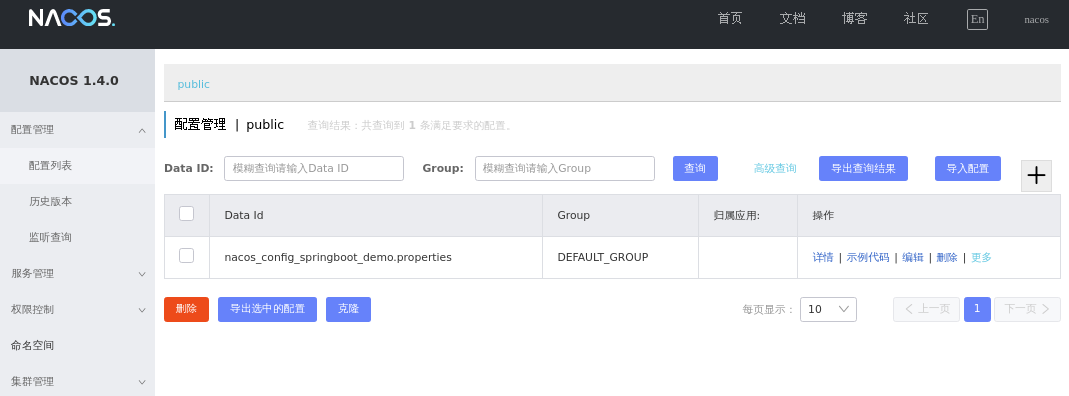 NACOS. 首页 文档 博客 社区 En nacos
NACOS 1.4.0
配置管理
配置列表
历史版本
监听查询
服务管理
权限控制
命名空间
集群管理
public
配置管理 | public 查询结果：共查询到 1 条满足要求的配置。
Data ID: 模糊查询请输入Data ID Group: 模糊查询请输入Group 查询 高级查询 导出查询结果 导入配置 +
Data Id Group 归属应用: 操作
nacos_config_springboot_demo.properties DEFAULT_GROUP 详情 | 示例代码 | 编辑 | 删除 | 更多
删除 导出选中的配置 克隆 每页显示： 10 上一页 1 下一页